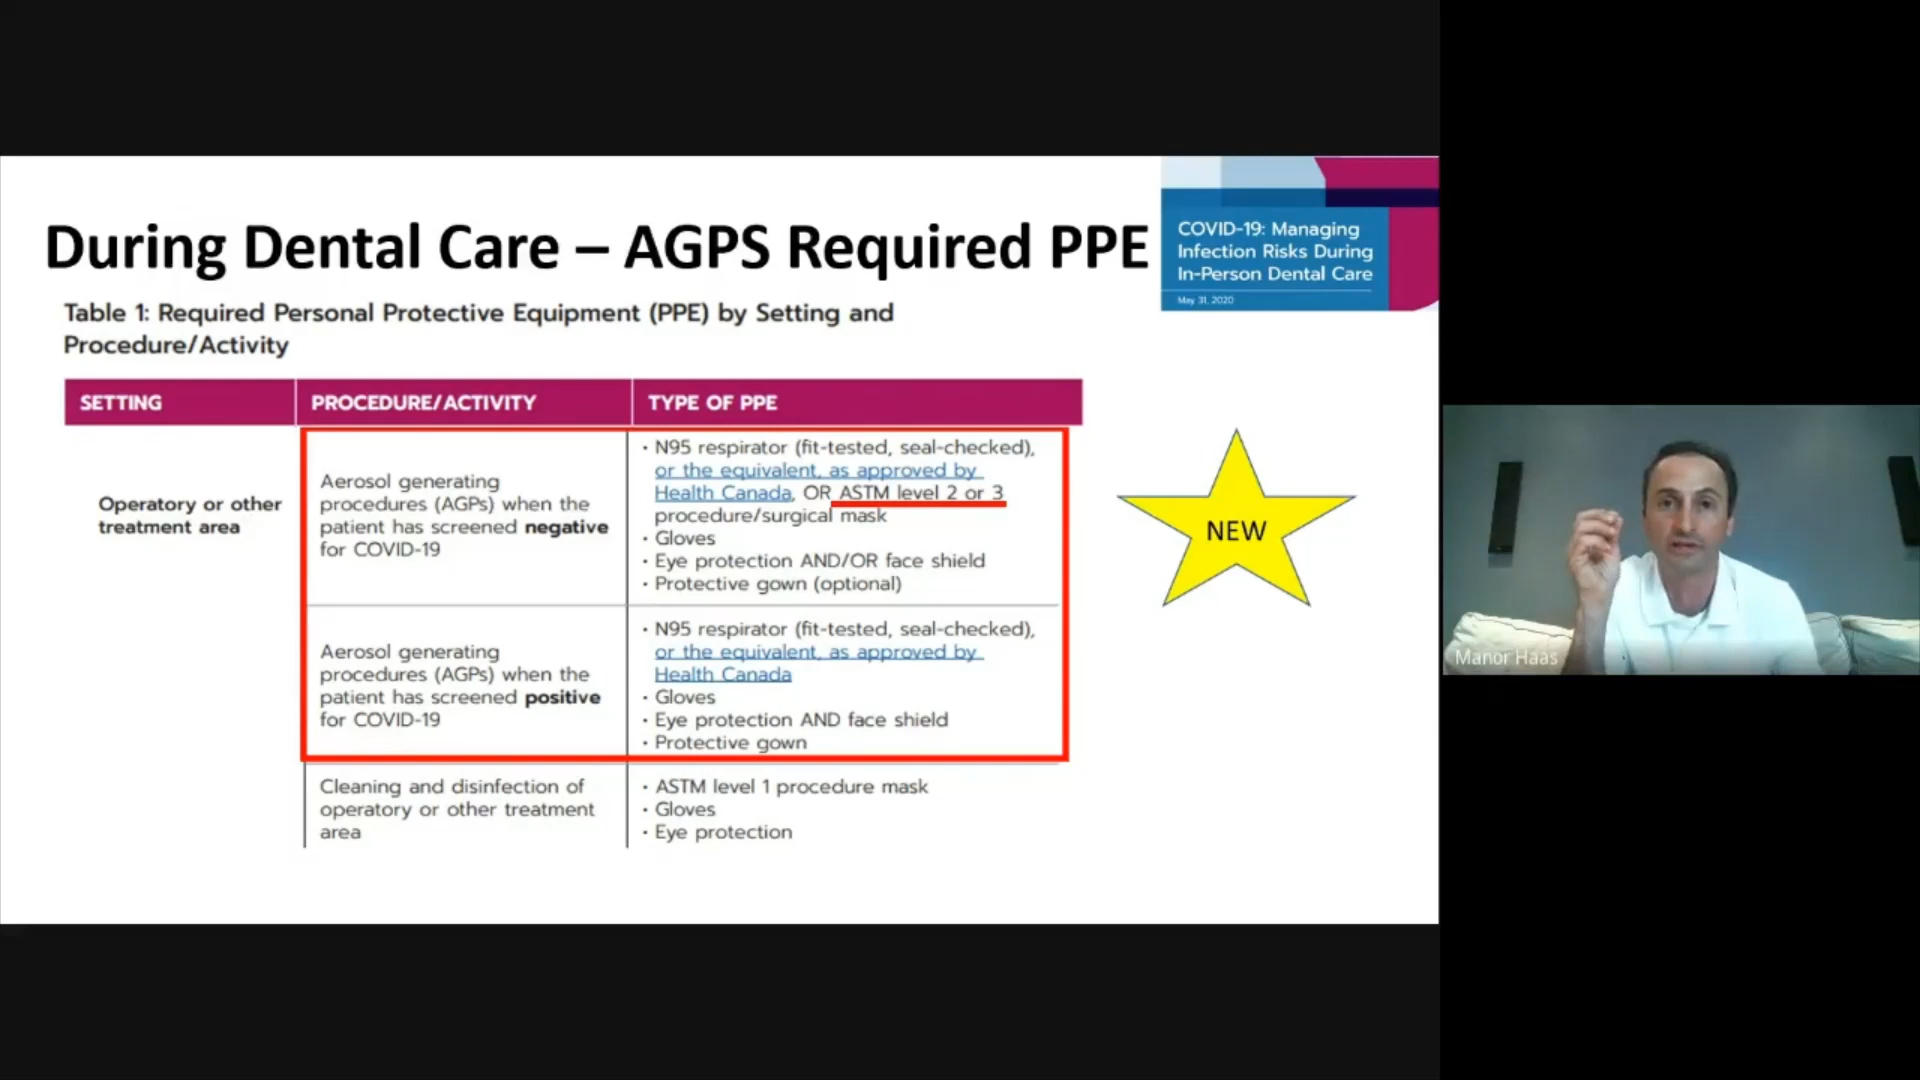 During Dental Care – AGPS Required PPE
COVID-19: Managing
Infection Risks During
In-Person Dental Care
May 31, 2020
Table 1: Required Personal Protective Equipment (PPE) by Setting and
Procedure/Activity
SETTING
PROCEDURE/ACTIVITY
TYPE OF PPE
Operatory or other
treatment area
Aerosol generating
procedures (AGPs) when the
patient has screened negative
for COVID-19
• N95 respirator (fit-tested, seal-checked),
or the equivalent, as approved by
Health Canada, OR ASTM level 2 or 3
procedure/surgical mask
• Gloves
• Eye protection AND/OR face shield
• Protective gown (optional)
Aerosol generating
procedures (AGPs) when the
patient has screened positive
for COVID-19
• N95 respirator (fit-tested, seal-checked),
or the equivalent, as approved by
Health Canada
• Gloves
• Eye protection AND face shield
• Protective gown
Cleaning and disinfection of
operatory or other treatment
area
• ASTM level 1 procedure mask
• Gloves
• Eye protection
NEW
Manor Haas